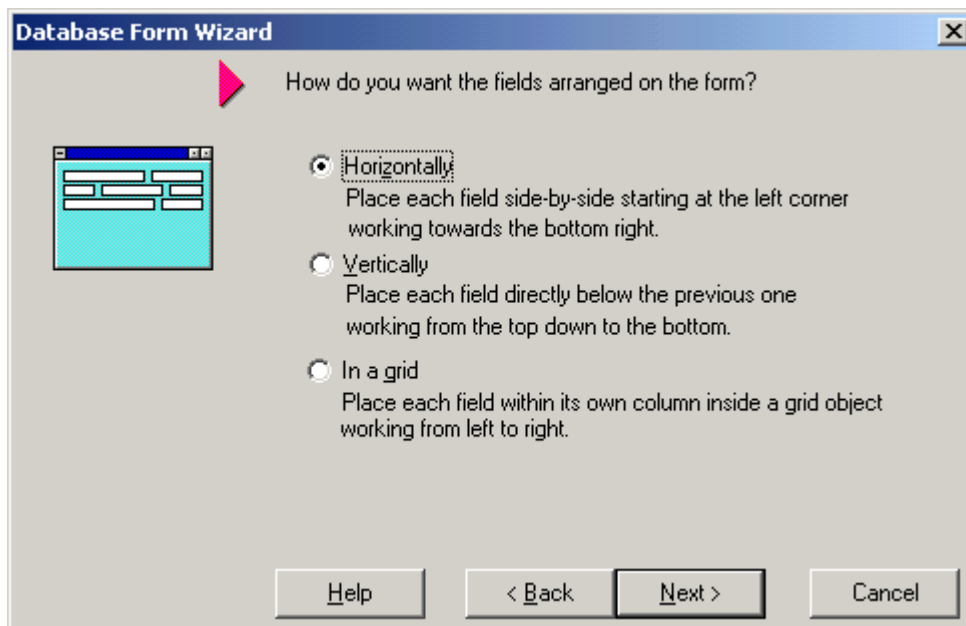 Database Form Wizard
How do you want the fields arranged on the form?
Horizontally
Place each field side-by-side starting at the left corner
working towards the bottom right.
Vertically
Place each field directly below the previous one
working from the top down to the bottom.
In a grid
Place each field within its own column inside a grid object
working from left to right.
Help < Back Next > Cancel